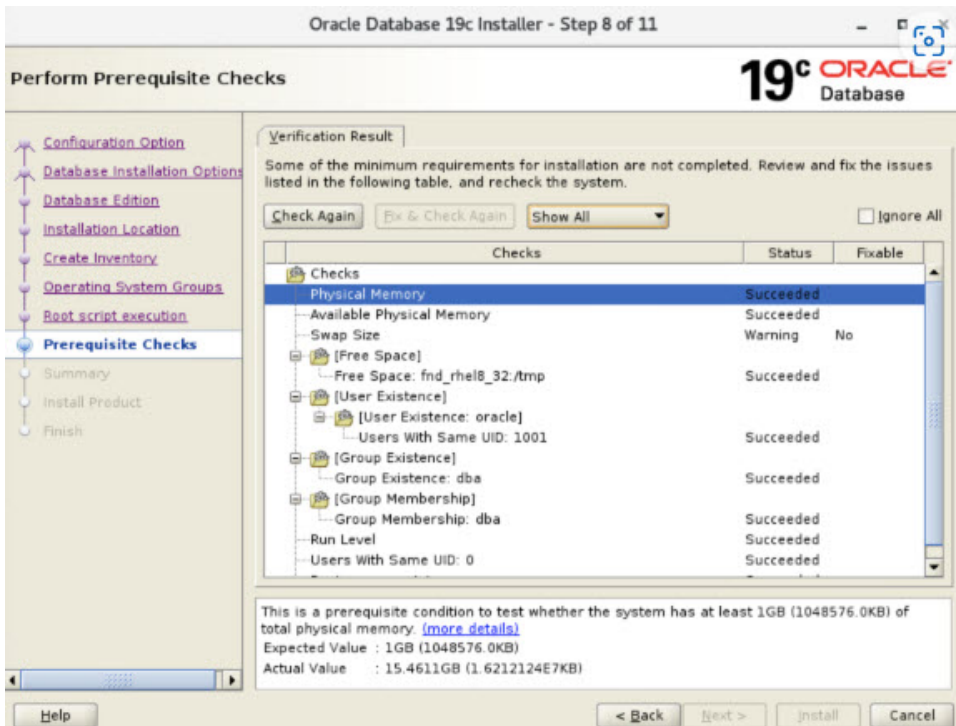 Oracle Database 19c Installer - Step 8 of 11
Perform Prerequisite Checks
19c ORACLE
Database
Configuration Option
Database Installation Options
Database Edition
Installation Location
Create Inventory
Operating System Groups
Root script execution
Prerequisite Checks
Summary
Install Product
Finish
Verification Result
Some of the minimum requirements for installation are not completed. Review and fix the issues
listed in the following table, and recheck the system.
Check Again Fix & Check Again Show All Ignore All
Checks Status Fixable
Checks
Physical Memory Succeeded
Available Physical Memory Succeeded
Swap Size Warning No
[Free Space]
Free Space: fnd_rhel8_32:/tmp Succeeded
[User Existence]
[User Existence: oracle]
Users With Same UID: 1001 Succeeded
[Group Existence]
Group Existence: dba Succeeded
[Group Membership]
Group Membership: dba Succeeded
Run Level Succeeded
Users With Same UID: 0 Succeeded
This is a prerequisite condition to test whether the system has at least 1GB (1048576.0KB) of
total physical memory. (more details)
Expected Value : 1GB (1048576.0KB)
Actual Value : 15.4611GB (1.6212124E7KB)
Help < Back Next > Install Cancel